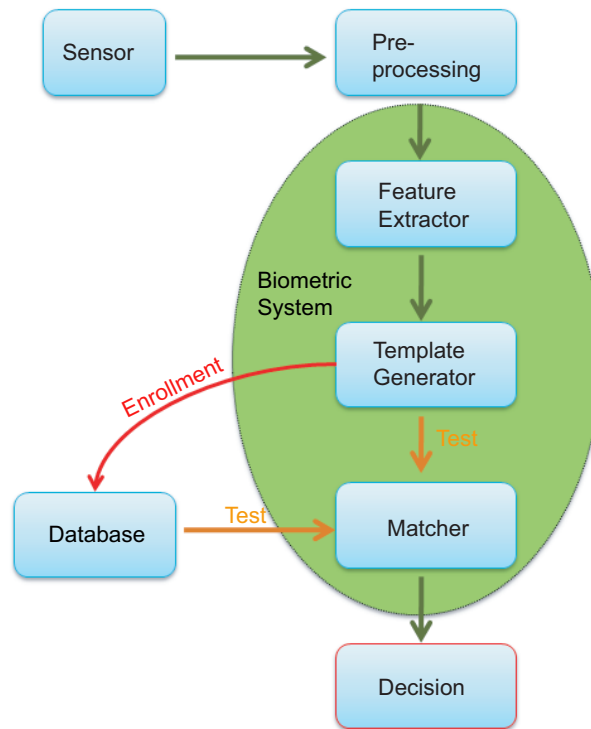 Sensor
Pre-
processing
Feature
Extractor
Biometric
System
Template
Generator
Enrollment
Test
Database
Test
Matcher
Decision